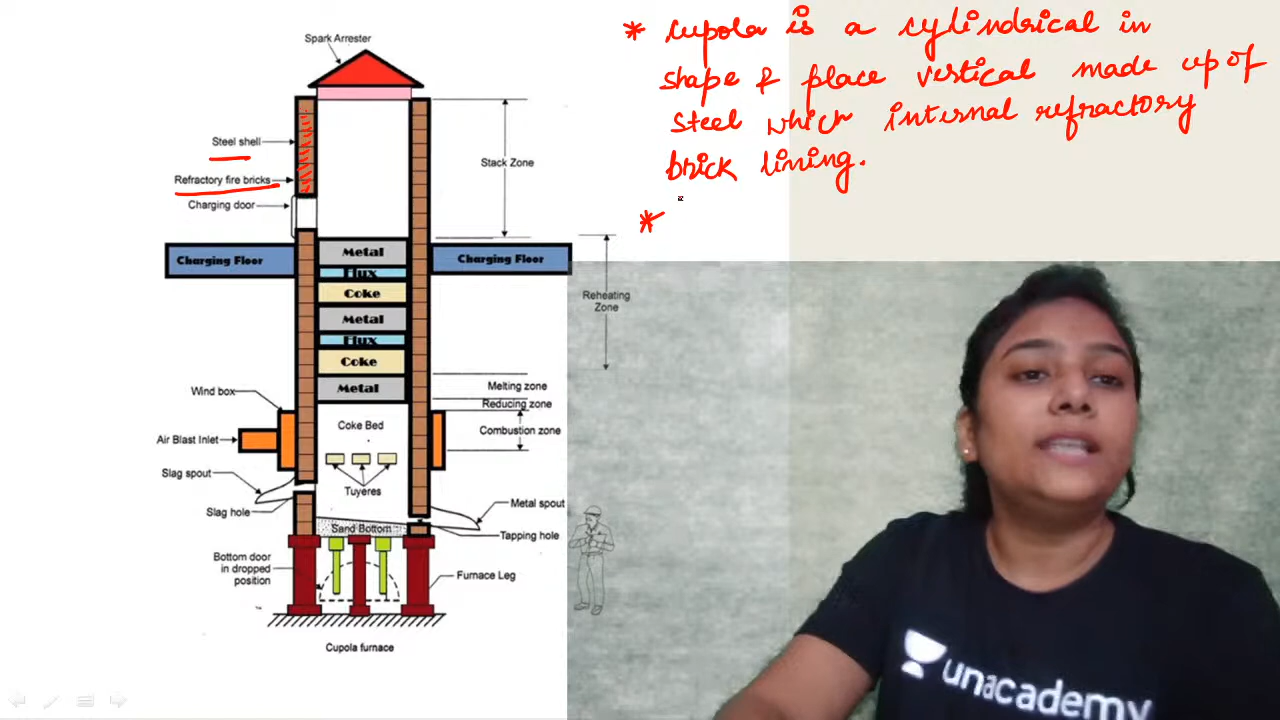 Spark Arrester
* Cupola is a cylindrical in
shape & place vertical made up of
Steel which internal refractory
brick lining.
*
Steel shell
Refractory fire bricks
Charging door
Stack Zone
Charging Floor
Metal
Charging Floor
Flux
Coke
Reheating
Zone
Metal
Flux
Coke
Metal
Melting zone
Wind box
Reducing zone
Coke Bed
Combustion zone
Air Blast Inlet
Slag spout
Tuyeres
Slag hole
Metal spout
Sand Bottom
Tapping hole
Bottom door
in dropped
position
Furnace Leg
Cupola furnace
unacademy